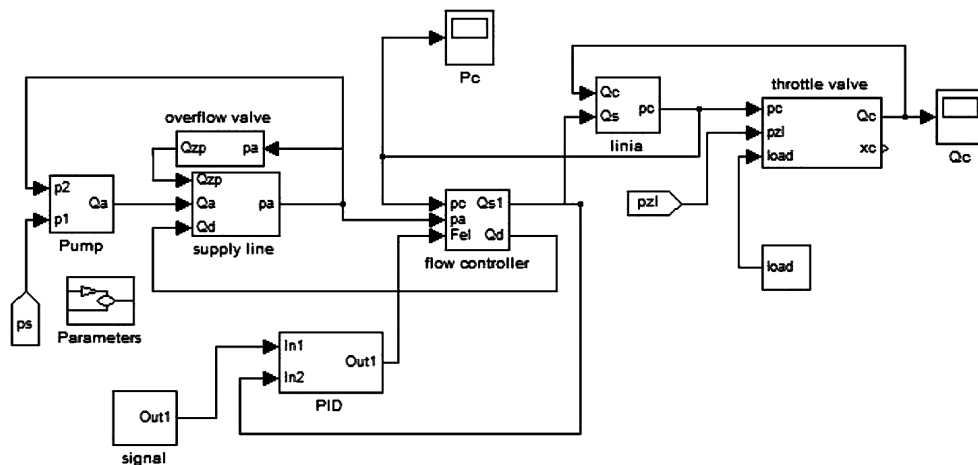 Pc
throttle valve
Qc
Qs
pc
linia
pc
pzl
load
Qc
xc
Qc
overflow valve
Qzp
pa
p2
p1
Qa
Pump
Qzp
Qa
Qd
pa
supply line
pc
pa
Fel
Qs1
Qd
flow controller
pzl
load
ps
Parameters
In1
In2
Out1
PID
Out1
signal